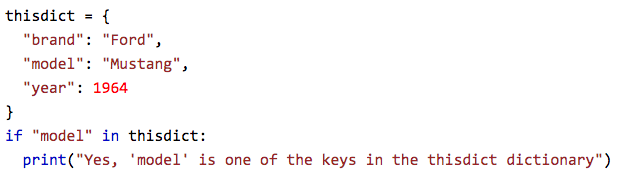 thisdict = {
  "brand": "Ford",
  "model": "Mustang",
  "year": 1964
}
if "model" in thisdict:
  print("Yes, 'model' is one of the keys in the thisdict dictionary")